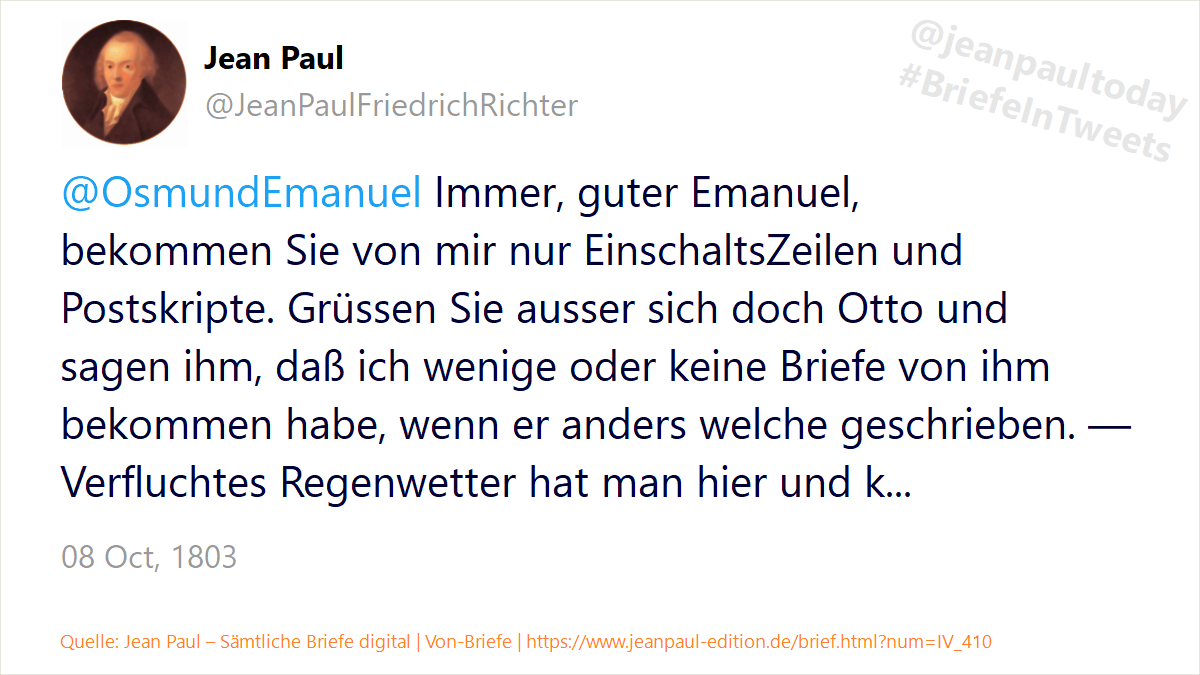 @jeanpaultoday
#BriefeInTweets
Jean Paul
@JeanPaulFriedrichRichter
@OsmundEmanuel Immer, guter Emanuel,
bekommen Sie von mir nur EinschaltsZeilen und
Postskripte. Grüssen Sie ausser sich doch Otto und
sagen ihm, daß ich wenige oder keine Briefe von ihm
bekommen habe, wenn er anders welche geschrieben. —
Verfluchtes Regenwetter hat man hier und k...
08 Oct, 1803
Quelle: Jean Paul – Sämtliche Briefe digital | Von-Briefe | https://www.jeanpaul-edition.de/brief.html?num=IV_410